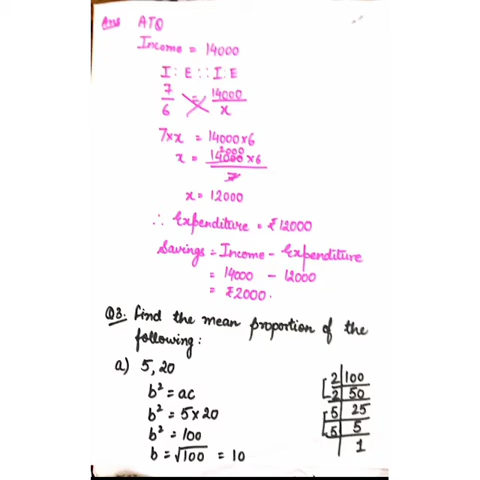 Ans ATQ
Income = 14000
I : E :: I : E
7/6 = 14000/x
7×x = 14000×6
x = 14000×6/7
2000
x = 12000
∴ Expenditure = ₹12000
Savings = Income - Expenditure
= 14000 - 12000
= ₹2000.
Q3. Find the mean proportion of the
following:
a) 5, 20
b² = ac
b² = 5×20
b² = 100
b = √100 = 10
2 | 100
2 | 50
5 | 25
5 | 5
| 1